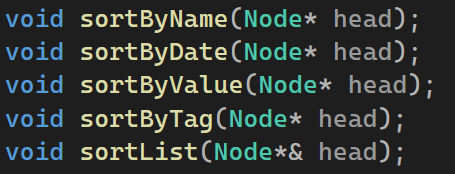 void sortByName(Node* head);
void sortByDate(Node* head);
void sortByValue(Node* head);
void sortByTag(Node* head);
void sortList(Node*& head);